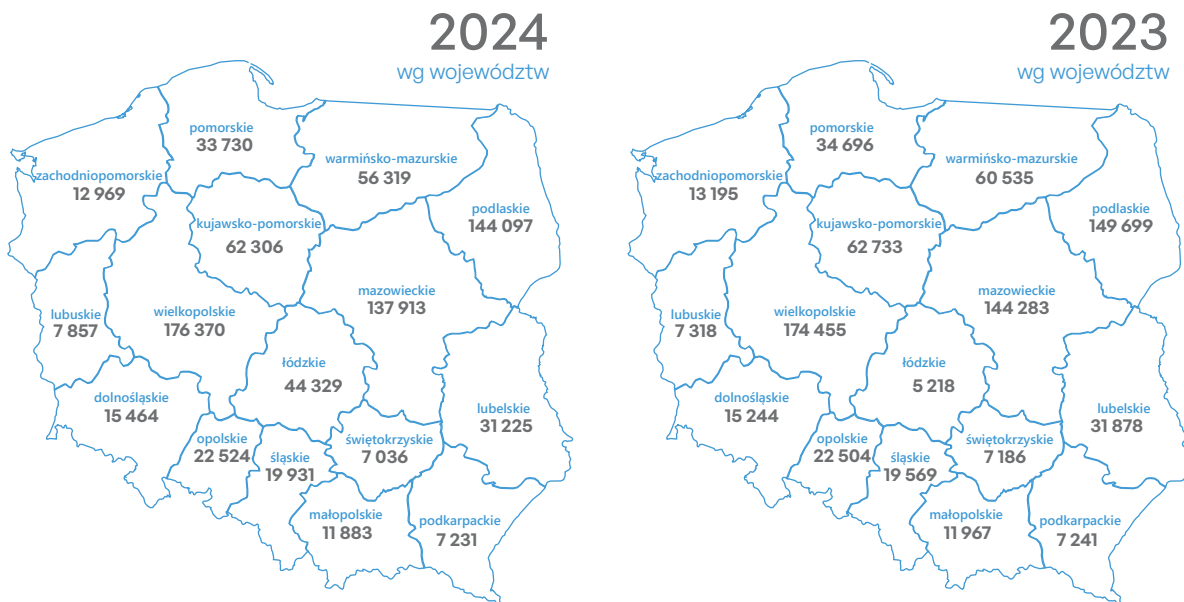 2024
wg województw
pomorskie
33 730
warmińsko-mazurskie
56 319
zachodniopomorskie
12 969
podlaskie
144 097
kujawsko-pomorskie
62 306
mazowieckie
137 913
lubuskie
7 857
wielkopolskie
176 370
łódzkie
44 329
dolnośląskie
15 464
lubelskie
31 225
opolskie
22 524
śląskie
19 931
świętokrzyskie
7 036
małopolskie
11 883
podkarpackie
7 231
2023
wg województw
pomorskie
34 696
warmińsko-mazurskie
60 535
zachodniopomorskie
13 195
podlaskie
149 699
kujawsko-pomorskie
62 733
mazowieckie
144 283
lubuskie
7 318
wielkopolskie
174 455
łódzkie
5 218
dolnośląskie
15 244
lubelskie
31 878
opolskie
22 504
śląskie
19 569
świętokrzyskie
7 186
małopolskie
11 967
podkarpackie
7 241